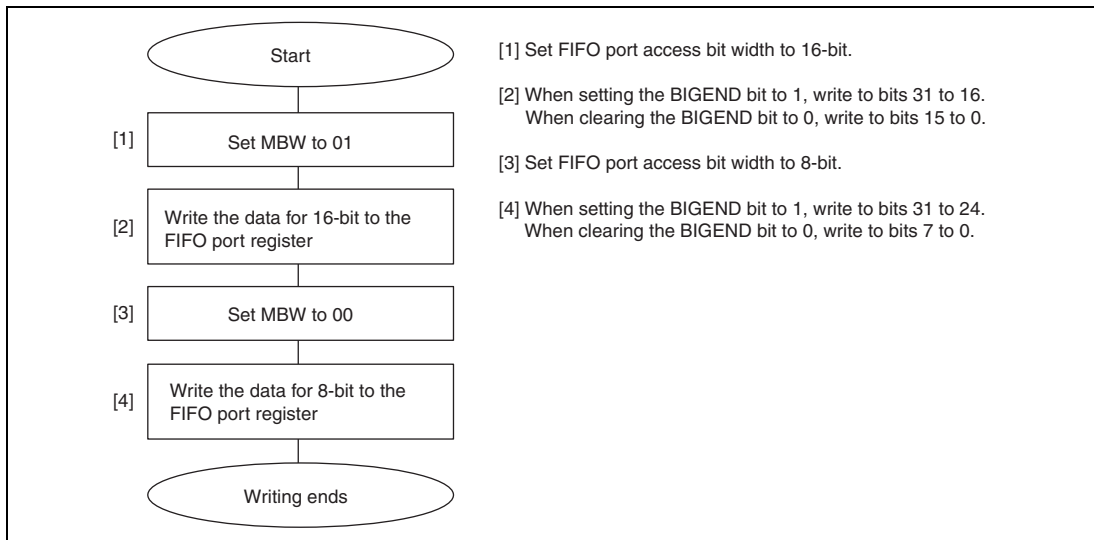 Start
[1] Set MBW to 01
[2] Write the data for 16-bit to the
FIFO port register
[3] Set MBW to 00
[4] Write the data for 8-bit to the
FIFO port register
Writing ends
[1] Set FIFO port access bit width to 16-bit.
[2] When setting the BIGEND bit to 1, write to bits 31 to 16.
When clearing the BIGEND bit to 0, write to bits 15 to 0.
[3] Set FIFO port access bit width to 8-bit.
[4] When setting the BIGEND bit to 1, write to bits 31 to 24.
When clearing the BIGEND bit to 0, write to bits 7 to 0.